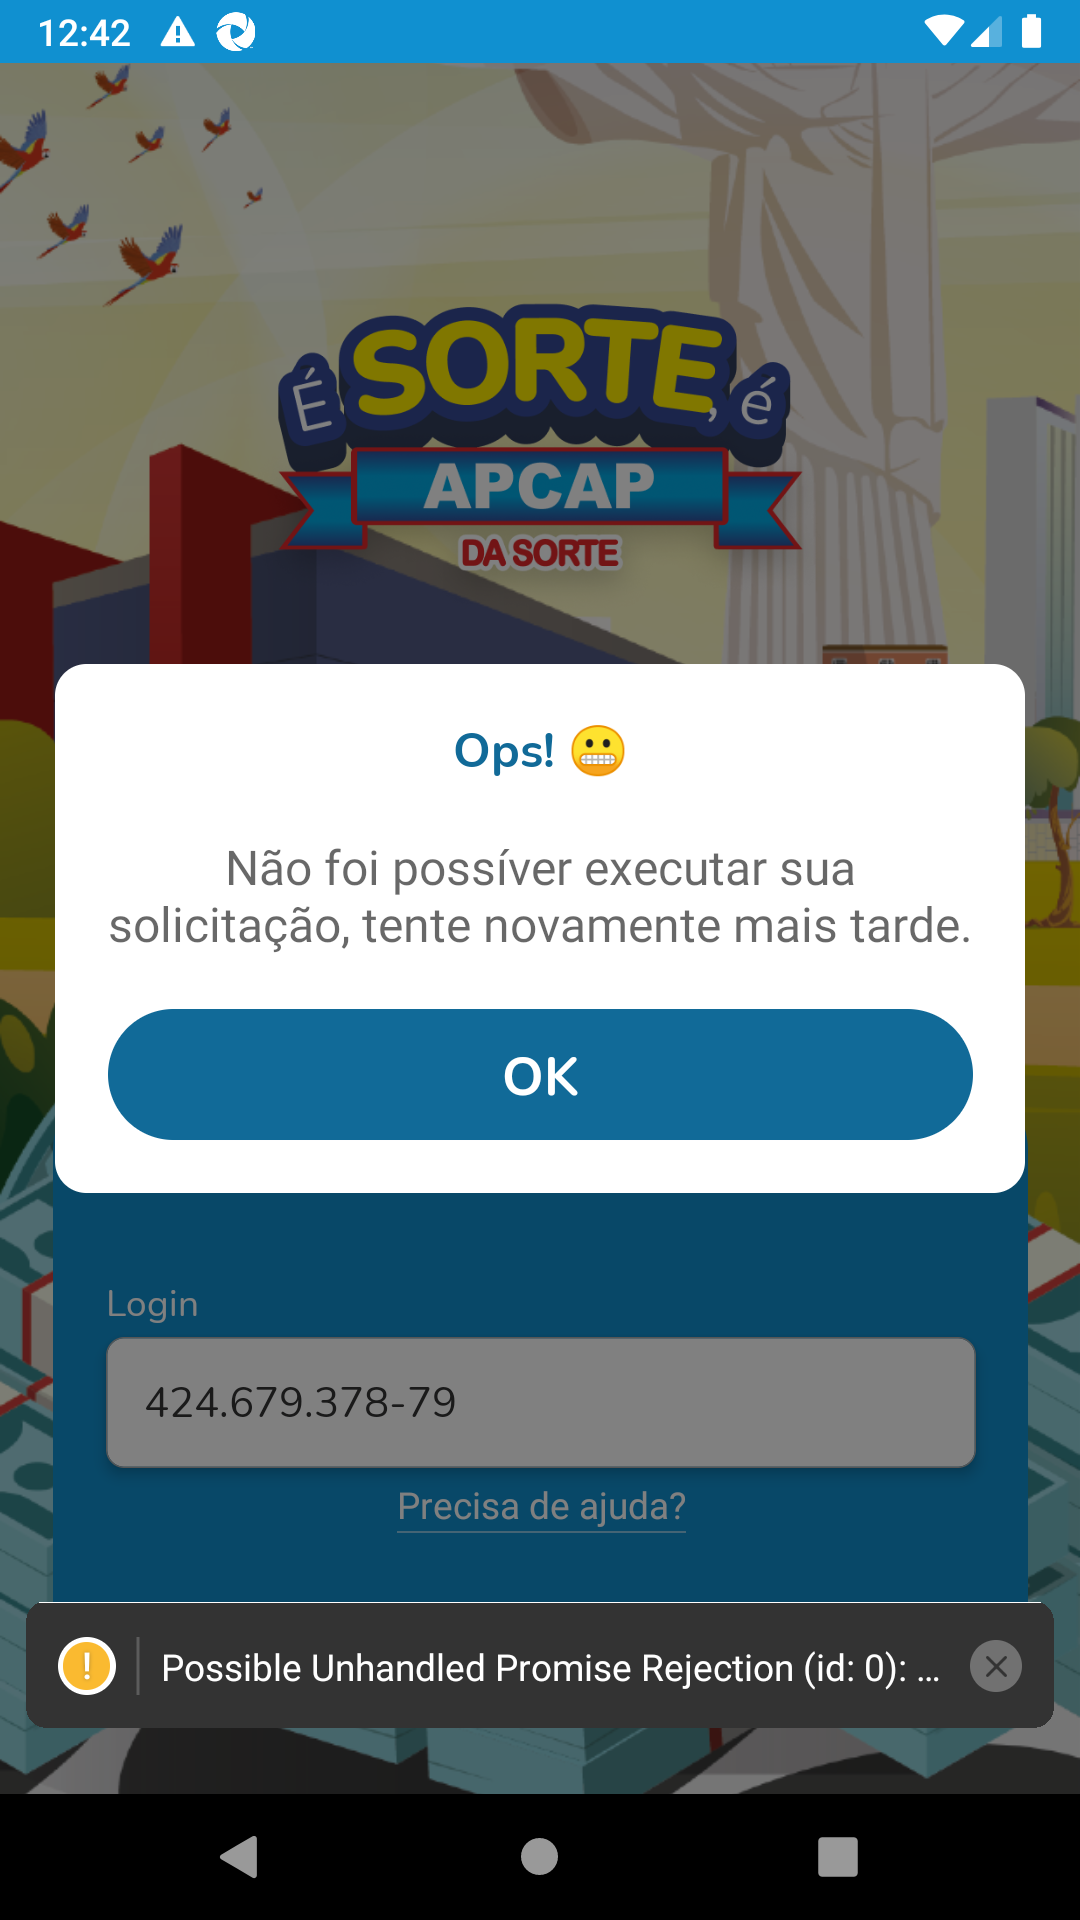 12:42
É SORTE, é
APCAP
DA SORTE
Ops! 😬
Não foi possíver executar sua
solicitação, tente novamente mais tarde.
OK
Login
424.679.378-79
Precisa de ajuda?
! Possible Unhandled Promise Rejection (id: 0): ...